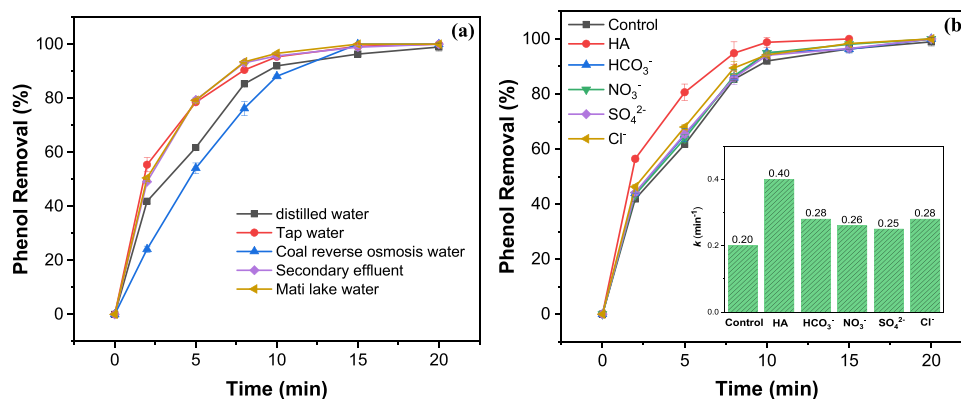 (a)
Phenol Removal (%)
100
80
60
40
20
0
distilled water
Tap water
Coal reverse osmosis water
Secondary effluent
Mati lake water
0 5 10 15 20
Time (min)
(b)
Phenol Removal (%)
100
80
60
40
20
0
Control
HA
HCO₃⁻
NO₃⁻
SO₄²⁻
Cl⁻
k (min⁻¹)
0.4
0.2
0.0
0.20 0.40 0.28 0.26 0.25 0.28
Control HA HCO₃⁻ NO₃⁻ SO₄²⁻ Cl⁻
0 5 10 15 20
Time (min)